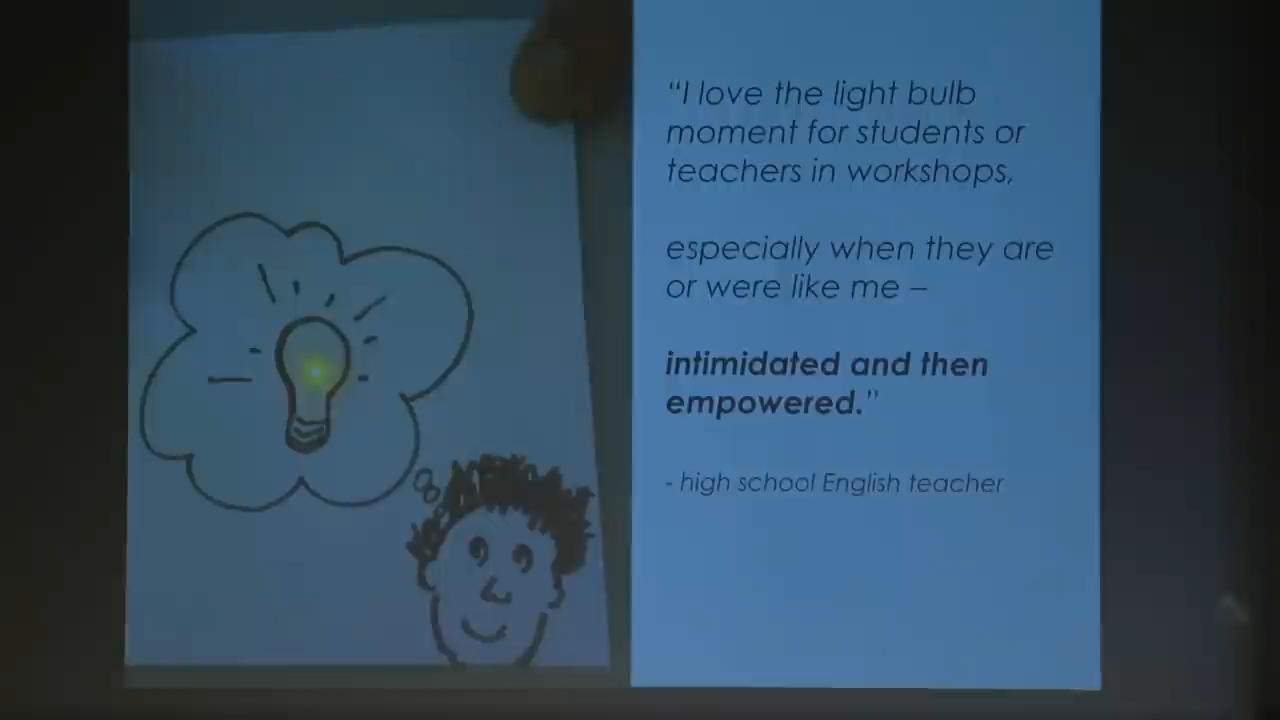 “I love the light bulb
moment for students or
teachers in workshops,
especially when they are
or were like me –
intimidated and then
empowered.”
- high school English teacher